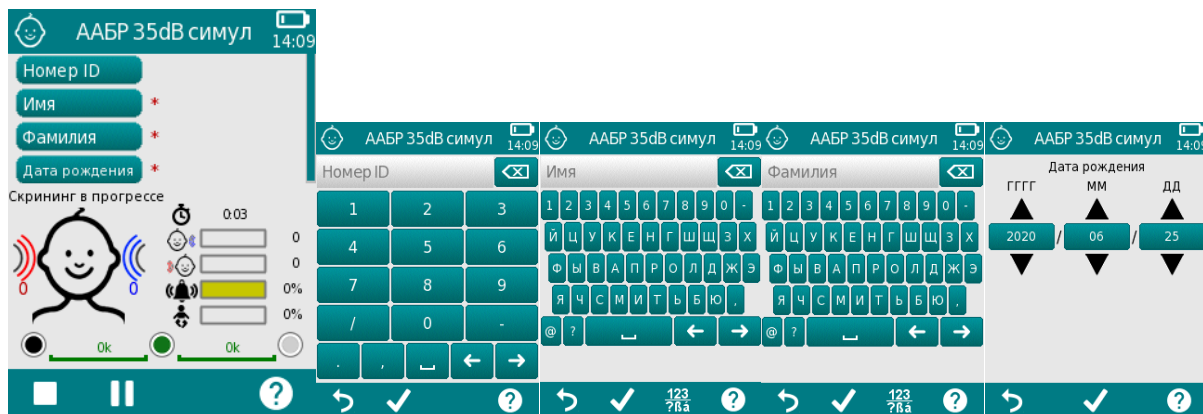 ААБР 35dB симул
14:09
Номер ID
Имя *
Фамилия *
Дата рождения *
Скрининг в прогрессе
0:03
0
0
0%
0%
0 0
0k 0k
?
ААБР 35dB симул 14:09
Номер ID
1 2 3
4 5 6
7 8 9
/ 0 -
. ,
?
ААБР 35dB симул 14:09
Имя
1 2 3 4 5 6 7 8 9 0 -
Й Ц У К Е Н Г Ш Щ З Х
Ф Ы В А П Р О Л Д Ж Э
Я Ч С М И Т Ь Б Ю ,
@ ?
123
?ßá
?
ААБР 35dB симул 14:09
Фамилия
1 2 3 4 5 6 7 8 9 0 -
Й Ц У К Е Н Г Ш Щ З Х
Ф Ы В А П Р О Л Д Ж Э
Я Ч С М И Т Ь Б Ю ,
@ ?
123
?ßá
?
ААБР 35dB симул 14:09
Дата рождения
ГГГГ ММ ДД
2020 / 06 / 25
?